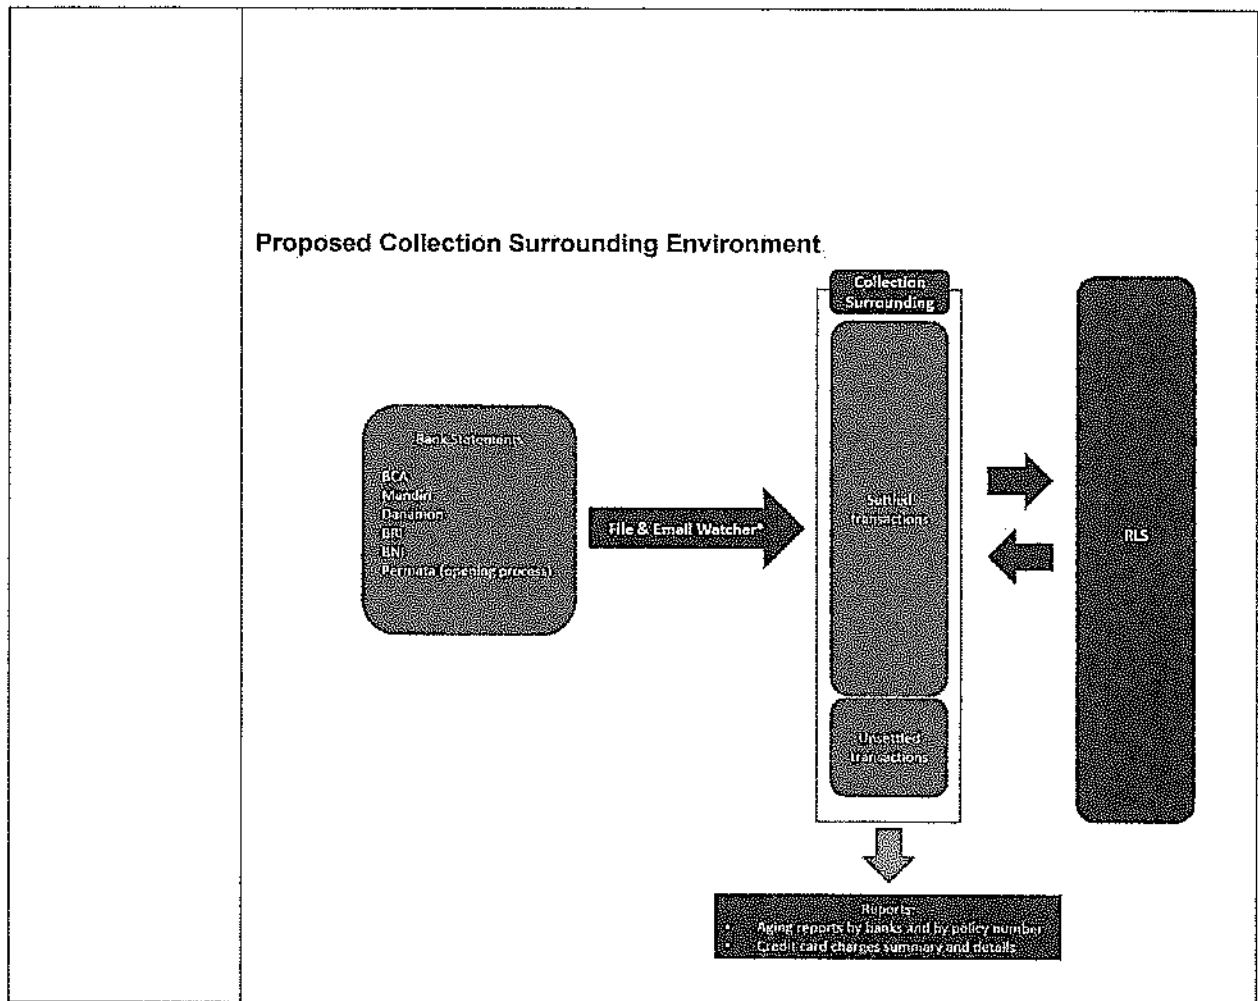 Proposed Collection Surrounding Environment
Collection
Surrounding
Bank Statements
BCA
Mandiri
Danamon
BRI
BNI
Permata (opening process)
File & Email Watcher*
Settled
transactions
RLS
Unsettled
transactions
Reports:
• Aging reports by banks and by policy number
• Credit card charges summary and details